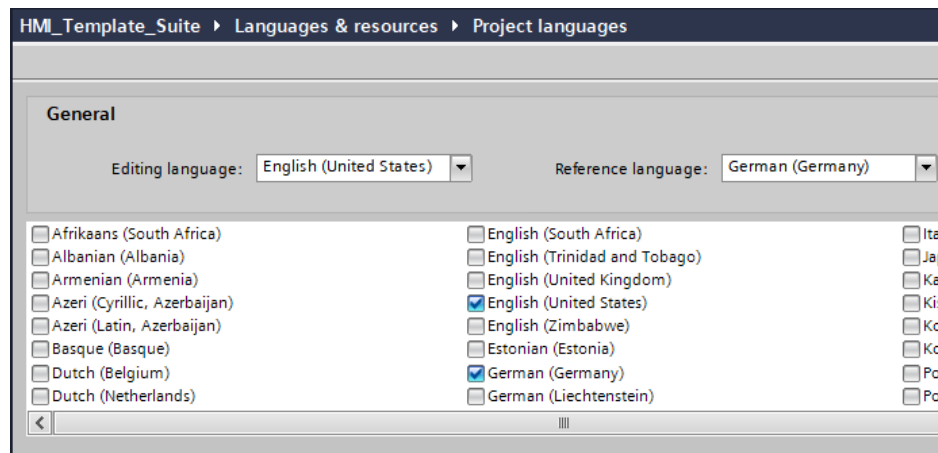 HMI_Template_Suite ▸ Languages & resources ▸ Project languages
General
Editing language: English (United States)
Reference language: German (Germany)
Afrikaans (South Africa)
Albanian (Albania)
Armenian (Armenia)
Azeri (Cyrillic, Azerbaijan)
Azeri (Latin, Azerbaijan)
Basque (Basque)
Dutch (Belgium)
Dutch (Netherlands)
English (South Africa)
English (Trinidad and Tobago)
English (United Kingdom)
English (United States)
English (Zimbabwe)
Estonian (Estonia)
German (Germany)
German (Liechtenstein)